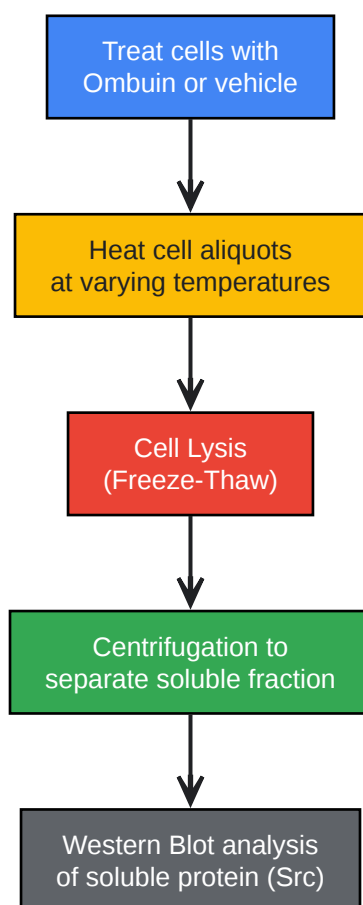 Treat cells with
Ombuin or vehicle
Heat cell aliquots
at varying temperatures
Cell Lysis
(Freeze-Thaw)
Centrifugation to
separate soluble fraction
Western Blot analysis
of soluble protein (Src)